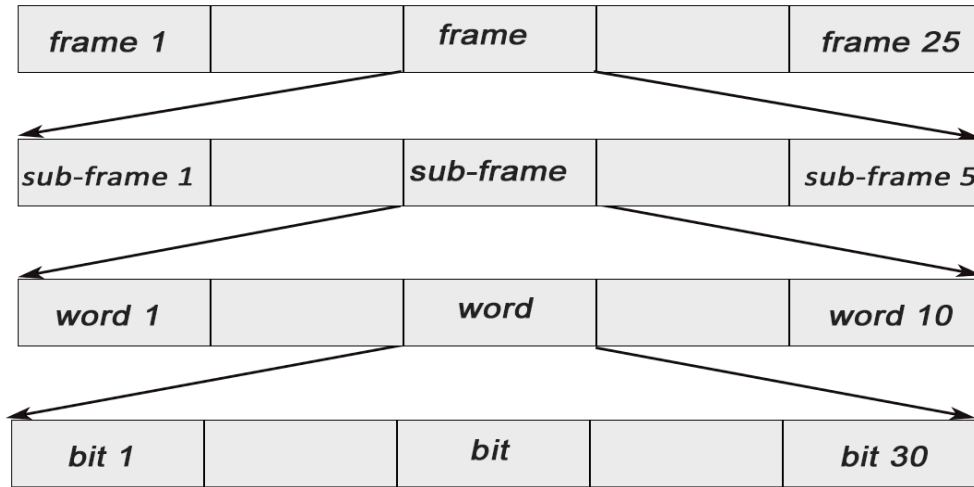 frame 1 frame frame 25
sub-frame 1 sub-frame sub-frame 5
word 1 word word 10
bit 1 bit bit 30